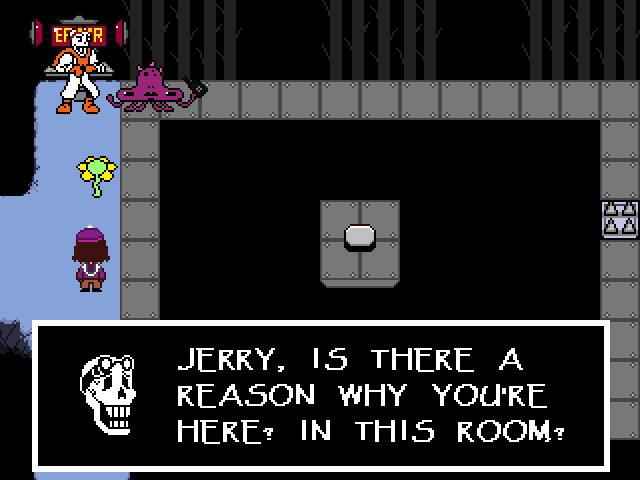 JERRY, IS THERE A
REASON WHY YOU'RE
HERE? IN THIS ROOM?